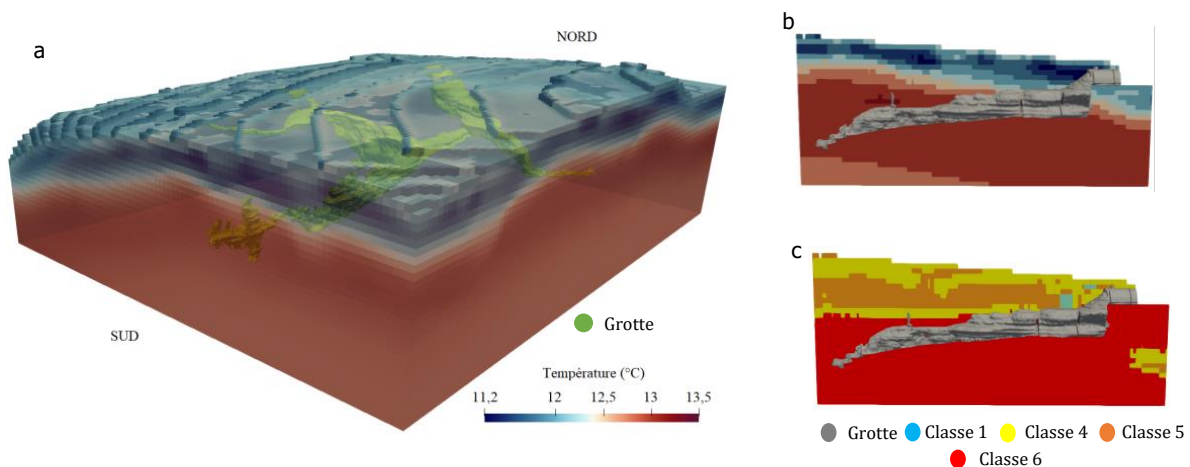 a
NORD
SUD
Grotte
Température (°C)
11,2 12 12,5 13 13,5
b
c
Grotte Classe 1 Classe 4 Classe 5
Classe 6